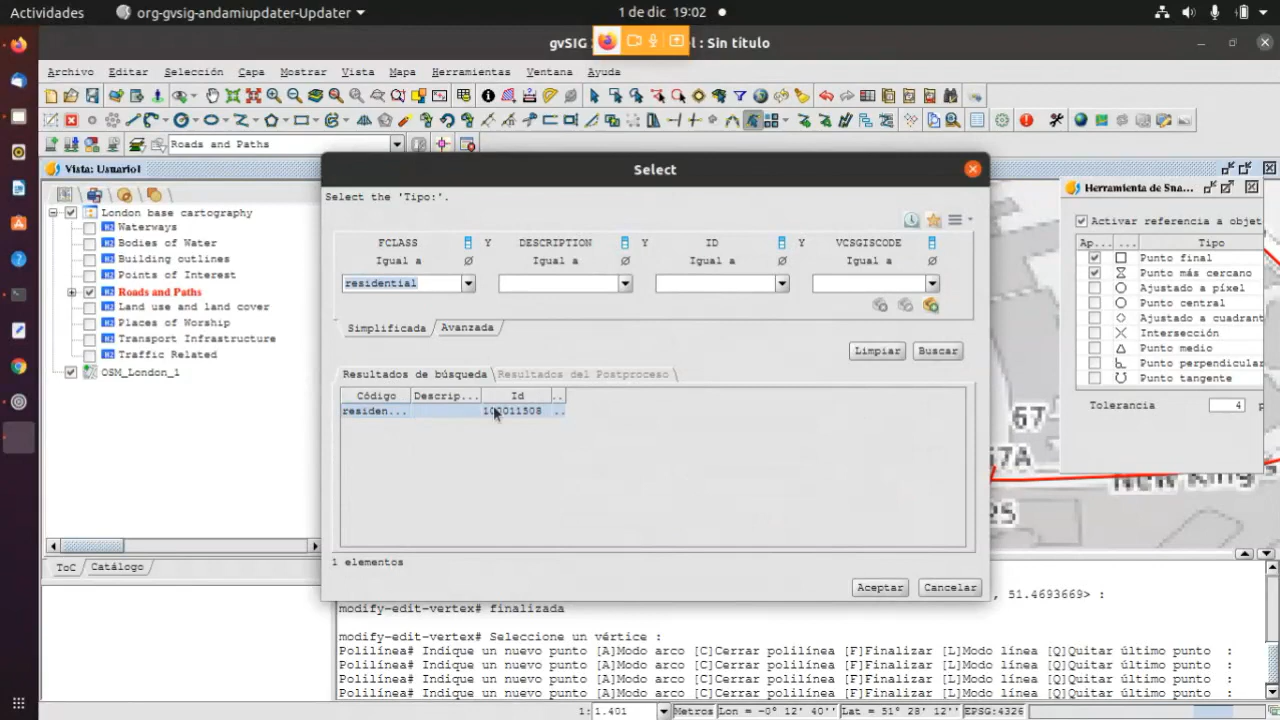 Actividades
org-gvsig-andamiupdater-Updater
1 de dic 19:02
gvSIG
: Sin título
Archivo Editar Selección Capa Mostrar Vista Mapa Herramientas Ventana Ayuda
Roads and Paths
Vista: Usuario1
London base cartography
Waterways
Bodies of Water
Building outlines
Points of Interest
Roads and Paths
Land use and land cover
Places of Worship
Transport Infrastructure
Traffic Related
OSM_London_1
ToC Catálogo
Select
Select the 'Tipo:'.
FCLASS Y DESCRIPTION Y ID Y VCSGISCODE
Igual a Ø Igual a Ø Igual a Ø Igual a Ø
residential
Simplificada Avanzada
Limpiar Buscar
Resultados de búsqueda Resultados del Postproceso
Código Descrip... Id ..
residen... 102011508 ..
1 elementos
Aceptar Cancelar
Herramienta de Sna...
Activar referencia a objet
Ap... ... Tipo
Punto final
Punto más cercano
Ajustado a píxel
Punto central
Ajustado a cuadrant
Intersección
Punto medio
Punto perpendicular
Punto tangente
Tolerancia 4
67
67A
New King's
, 51.4693669> :
modify-edit-vertex# finalizada
modify-edit-vertex# Seleccione un vértice :
Polilínea# Indique un nuevo punto [A]Modo arco [C]Cerrar polilínea [F]Finalizar [L]Modo línea [Q]Quitar último punto :
Polilínea# Indique un nuevo punto [A]Modo arco [C]Cerrar polilínea [F]Finalizar [L]Modo línea [Q]Quitar último punto :
Polilínea# Indique un nuevo punto [A]Modo arco [C]Cerrar polilínea [F]Finalizar [L]Modo línea [Q]Quitar último punto :
Polilínea# Indique un nuevo punto [A]Modo arco [C]Cerrar polilínea [F]Finalizar [L]Modo línea [Q]Quitar último punto :
1: 1.401 Metros Lon = -0° 12' 40'' Lat = 51° 28' 12'' EPSG:4326